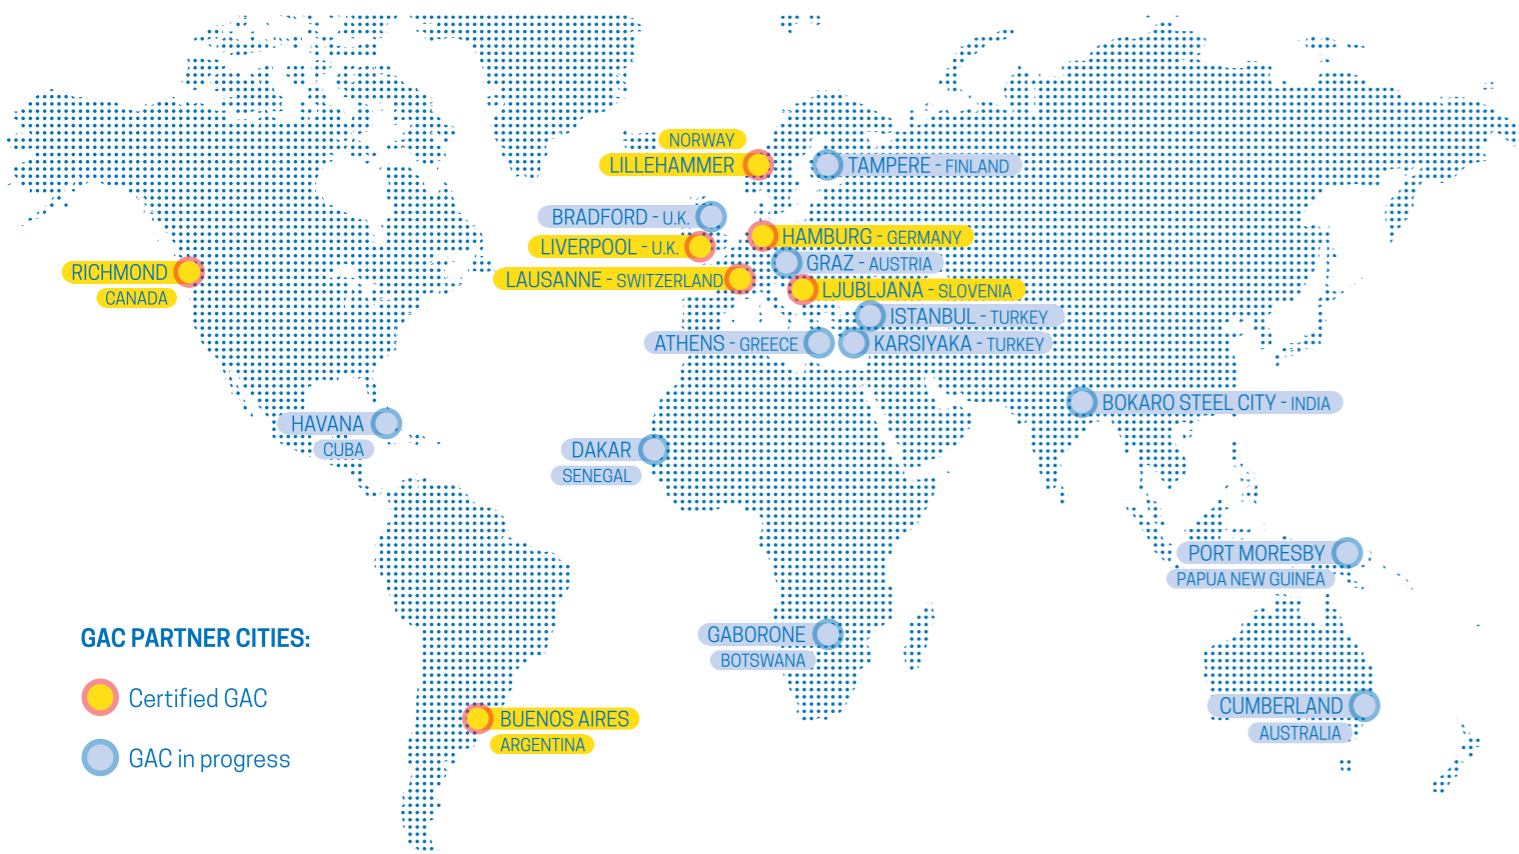 NORWAY
LILLEHAMMER
TAMPERE - FINLAND
BRADFORD - U.K.
LIVERPOOL - U.K.
HAMBURG - GERMANY
GRAZ - AUSTRIA
RICHMOND
CANADA
LAUSANNE - SWITZERLAND
LJUBLJANA - SLOVENIA
ISTANBUL - TURKEY
ATHENS - GREECE
KARSIYAKA - TURKEY
BOKARO STEEL CITY - INDIA
HAVANA
CUBA
DAKAR
SENEGAL
PORT MORESBY
PAPUA NEW GUINEA
GABORONE
BOTSWANA
CUMBERLAND
AUSTRALIA
BUENOS AIRES
ARGENTINA
GAC PARTNER CITIES:
Certified GAC
GAC in progress